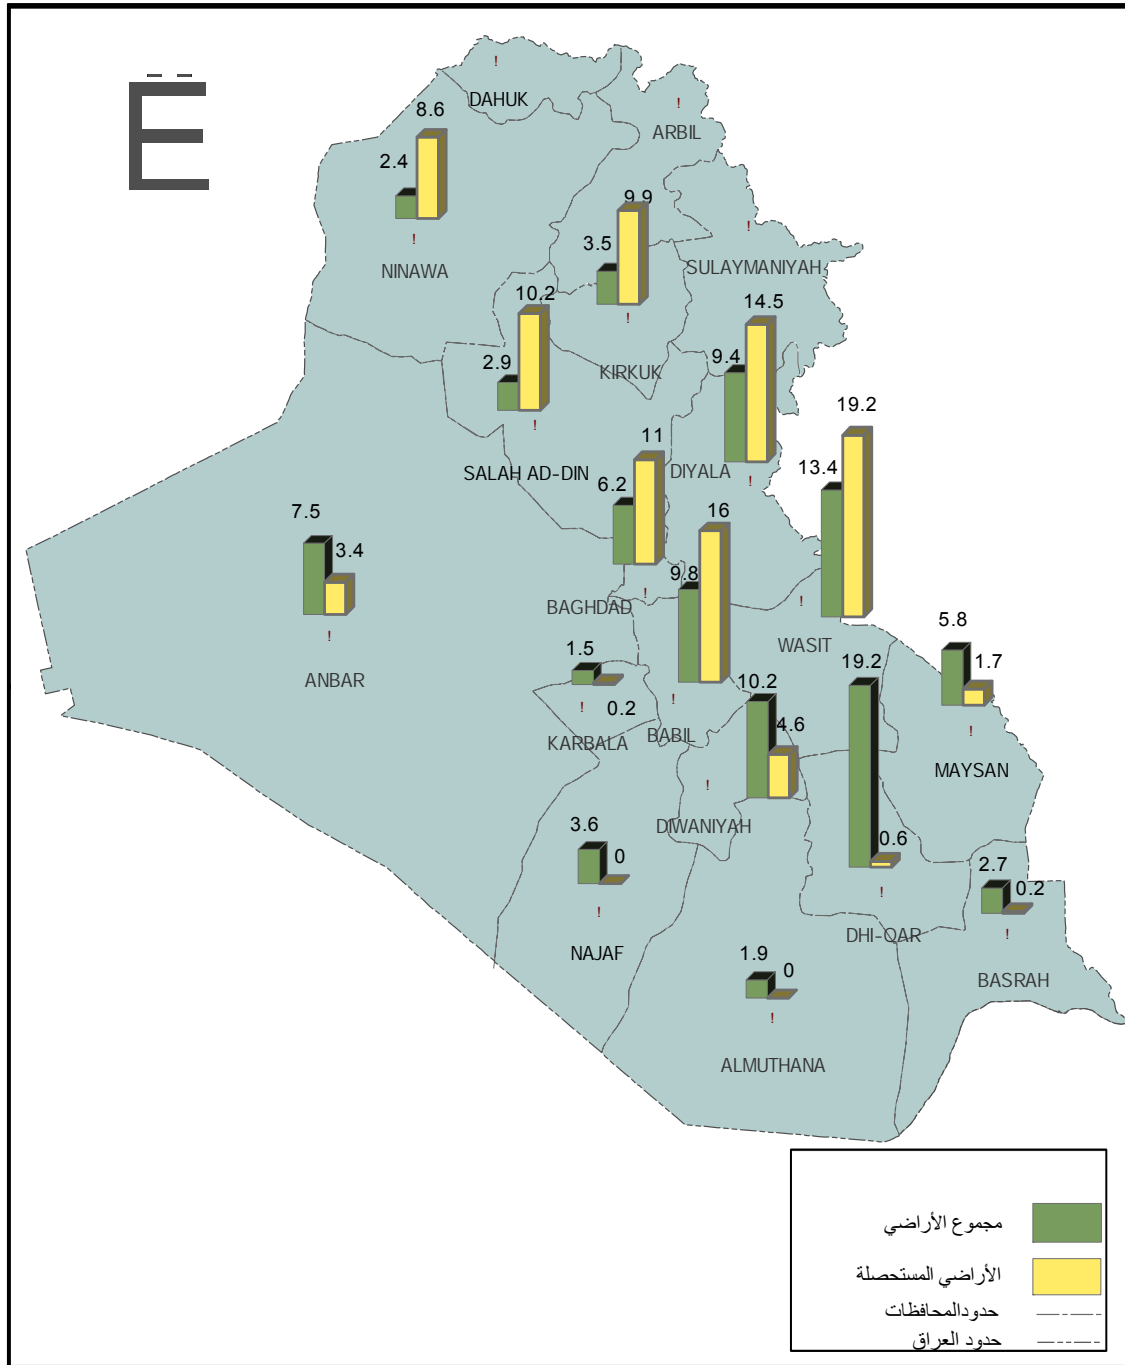 E
DAHUK
8.6
2.4
ARBIL
9.9
3.5
NINAWA
SULAYMANIYAH
10.2
14.5
2.9
9.4
KIRKUK
19.2
11
SALAH AD-DIN
DIYALA
13.4
6.2
16
7.5
3.4
9.8
BAGHDAD
5.8
WASIT
1.5
1.7
19.2
ANBAR
10.2
0.2
4.6
KARBALA
BABIL
MAYSAN
DIWANIYAH
3.6
0
0.6
2.7
0.2
DHI-QAR
NAJAF
1.9
0
BASRAH
ALMUTHANA
مجموع الأراضي
الأراضي المستحصلة
حدودالمحافظات
حدود العراق